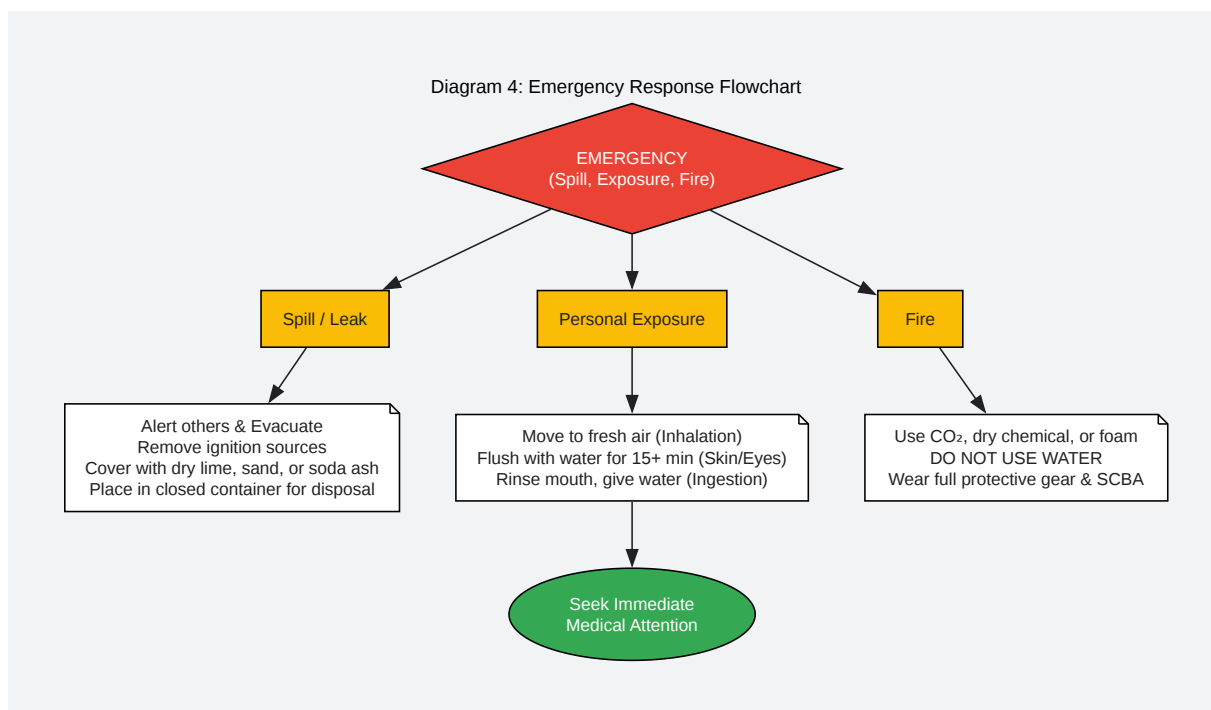 Diagram 4: Emergency Response Flowchart
EMERGENCY
(Spill, Exposure, Fire)
Spill / Leak
Personal Exposure
Fire
Alert others & Evacuate
Remove ignition sources
Cover with dry lime, sand, or soda ash
Place in closed container for disposal
Move to fresh air (Inhalation)
Flush with water for 15+ min (Skin/Eyes)
Rinse mouth, give water (Ingestion)
Use CO₂, dry chemical, or foam
DO NOT USE WATER
Wear full protective gear & SCBA
Seek Immediate
Medical Attention